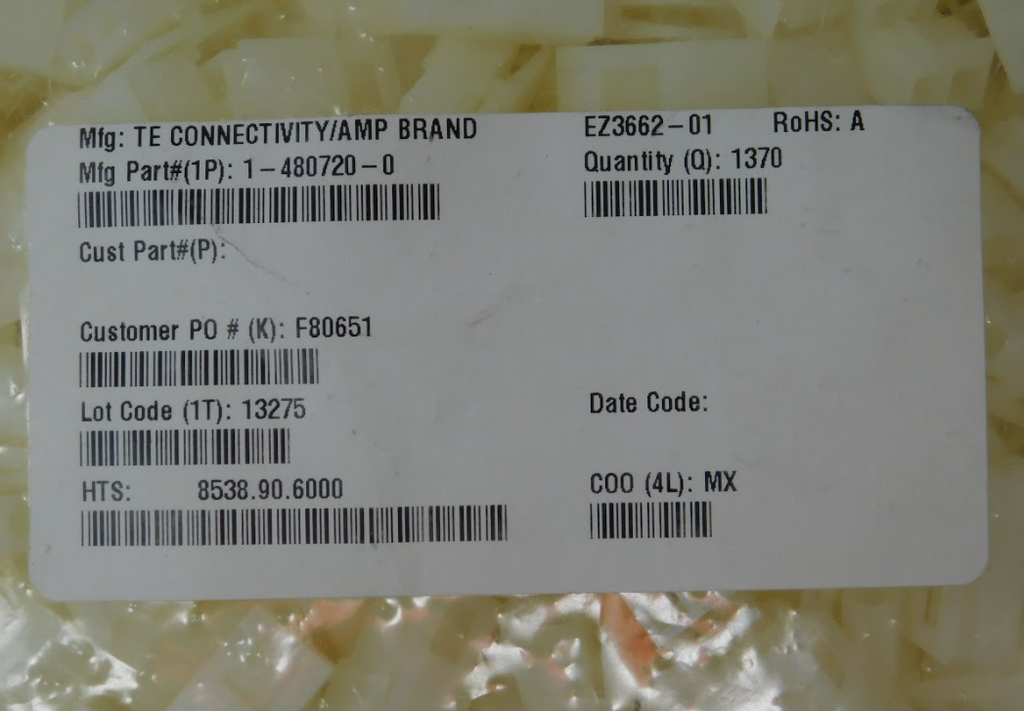 Mfg: TE CONNECTIVITY/AMP BRAND
EZ3662-01 RoHS: A
Mfg Part#(1P): 1-480720-0
Quantity (Q): 1370
Cust Part#(P):
Customer PO # (K): F80651
Lot Code (1T): 13275
Date Code:
HTS: 8538.90.6000
COO (4L): MX